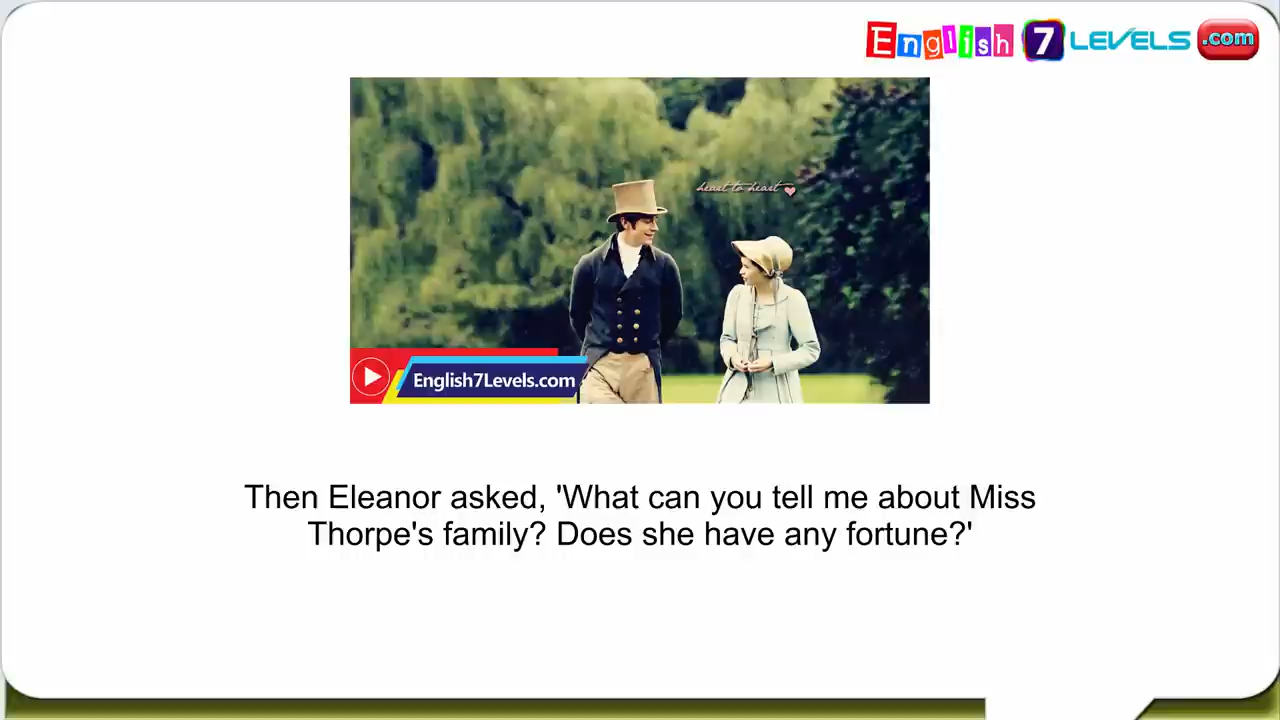 English 7 LEVELS .com
heart to heart
English7Levels.com
Then Eleanor asked, 'What can you tell me about Miss
Thorpe's family? Does she have any fortune?'